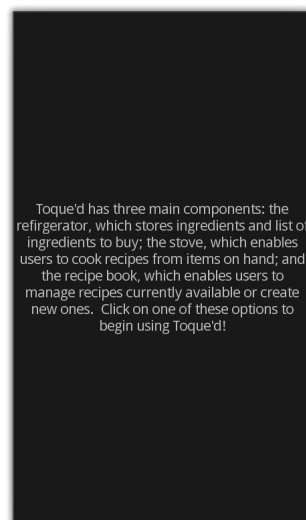 Toque'd has three main components: the
refirgerator, which stores ingredients and list of
ingredients to buy; the stove, which enables
users to cook recipes from items on hand; and
the recipe book, which enables users to
manage recipes currently available or create
new ones.  Click on one of these options to
begin using Toque'd!